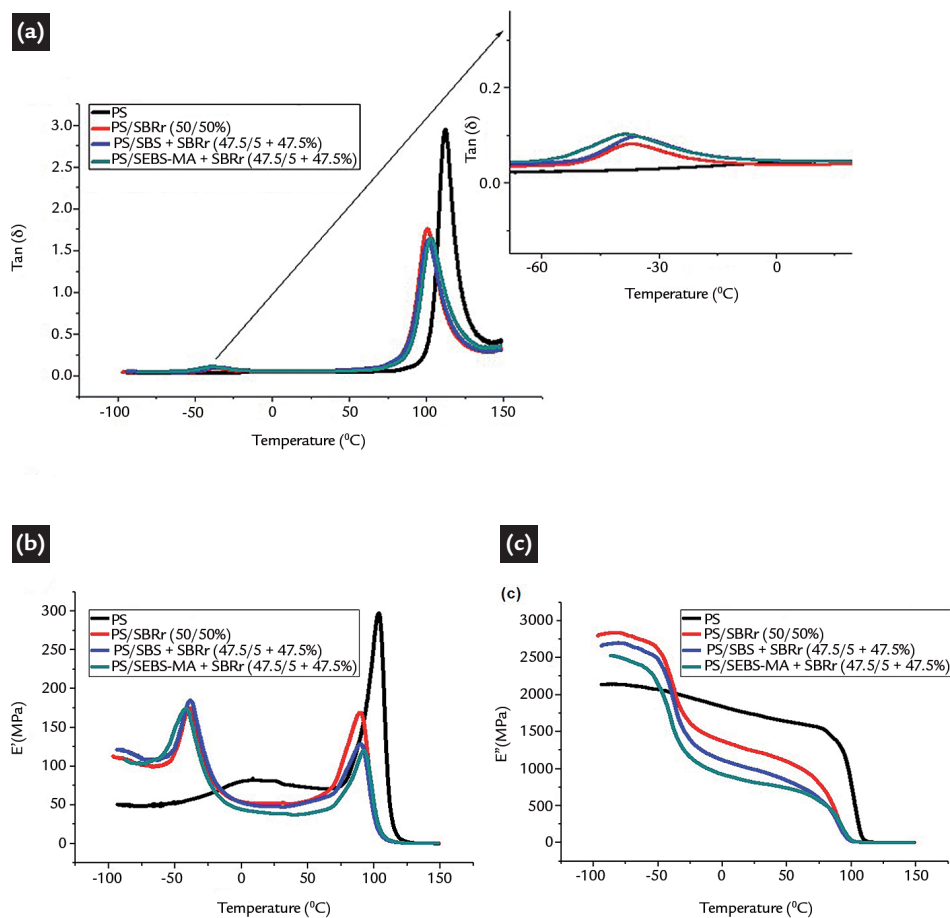 (a)
PS
PS/SBRr (50/50%)
PS/SBS + SBRr (47.5/5 + 47.5%)
PS/SEBS-MA + SBRr (47.5/5 + 47.5%)
3.0
2.5
2.0
1.5
1.0
0.5
0.0
Tan (δ)
-100 -50 0 50 100 150
Temperature (⁰C)
0.2
0.1
0.0
Tan (δ)
-60 -30 0
Temperature (⁰C)
(b)
PS
PS/SBRr (50/50%)
PS/SBS + SBRr (47.5/5 + 47.5%)
PS/SEBS-MA + SBRr (47.5/5 + 47.5%)
300
250
200
150
100
50
0
E'(MPa)
-100 -50 0 50 100 150
Temperature (⁰C)
(c)
(c)
PS
PS/SBRr (50/50%)
PS/SBS + SBRr (47.5/5 + 47.5%)
PS/SEBS-MA + SBRr (47.5/5 + 47.5%)
3000
2500
2000
1500
1000
500
0
E"(MPa)
-100 -50 0 50 100 150
Temperature (⁰C)